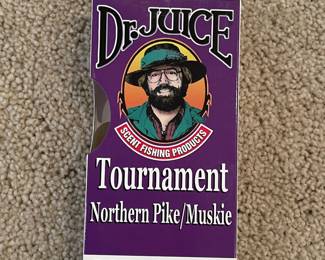 Dr. JUICE
SCENT FISHING PRODUCTS
Tournament
Northern Pike/Muskie